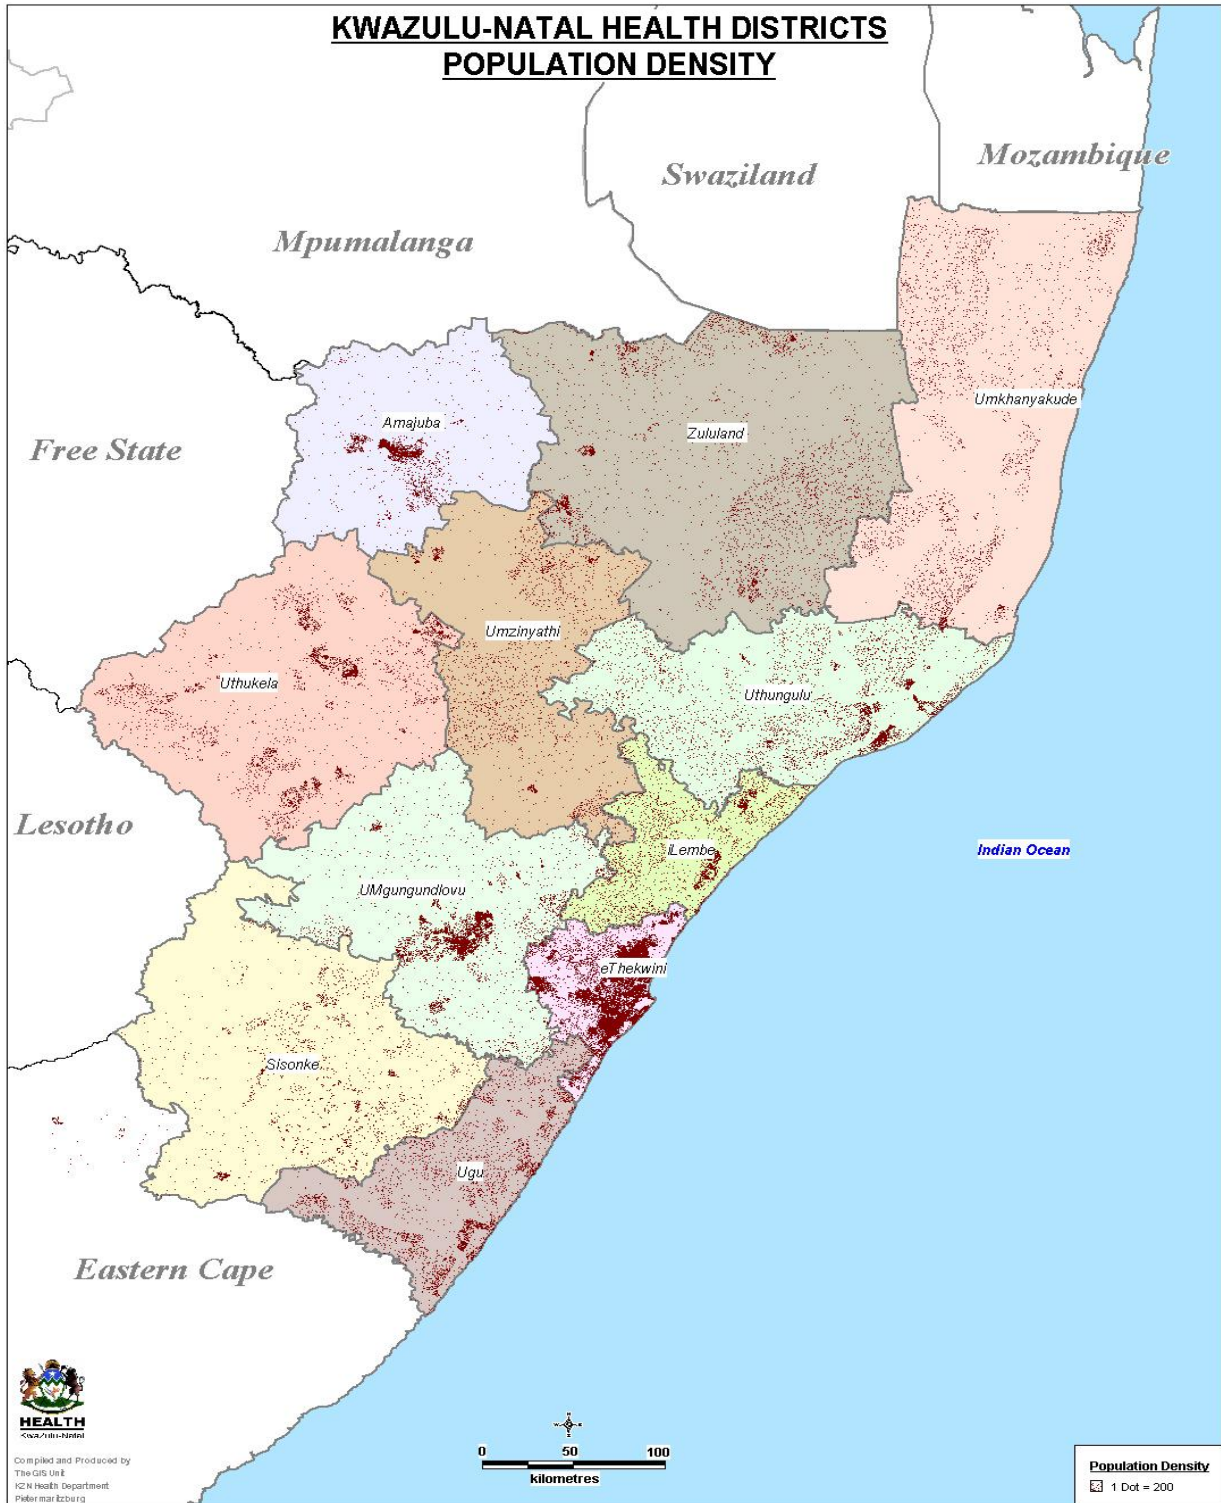 KWAZULU-NATAL HEALTH DISTRICTS
POPULATION DENSITY
Mozambique
Swaziland
Mpumalanga
Umkhanyakude
Amajuba
Zululand
Free State
Umzinyathi
Uthukela
Uthungulu
Lesotho
Indian Ocean
iLembe
UMgungundlovu
eThekwini
Sisonke
Ugu
Eastern Cape
HEALTH
KwaZulu-Natal
Compiled and Produced by
The GIS Unit
KZN Health Department
Pietermaritzburg
0 50 100
kilometres
Population Density
1 Dot = 200